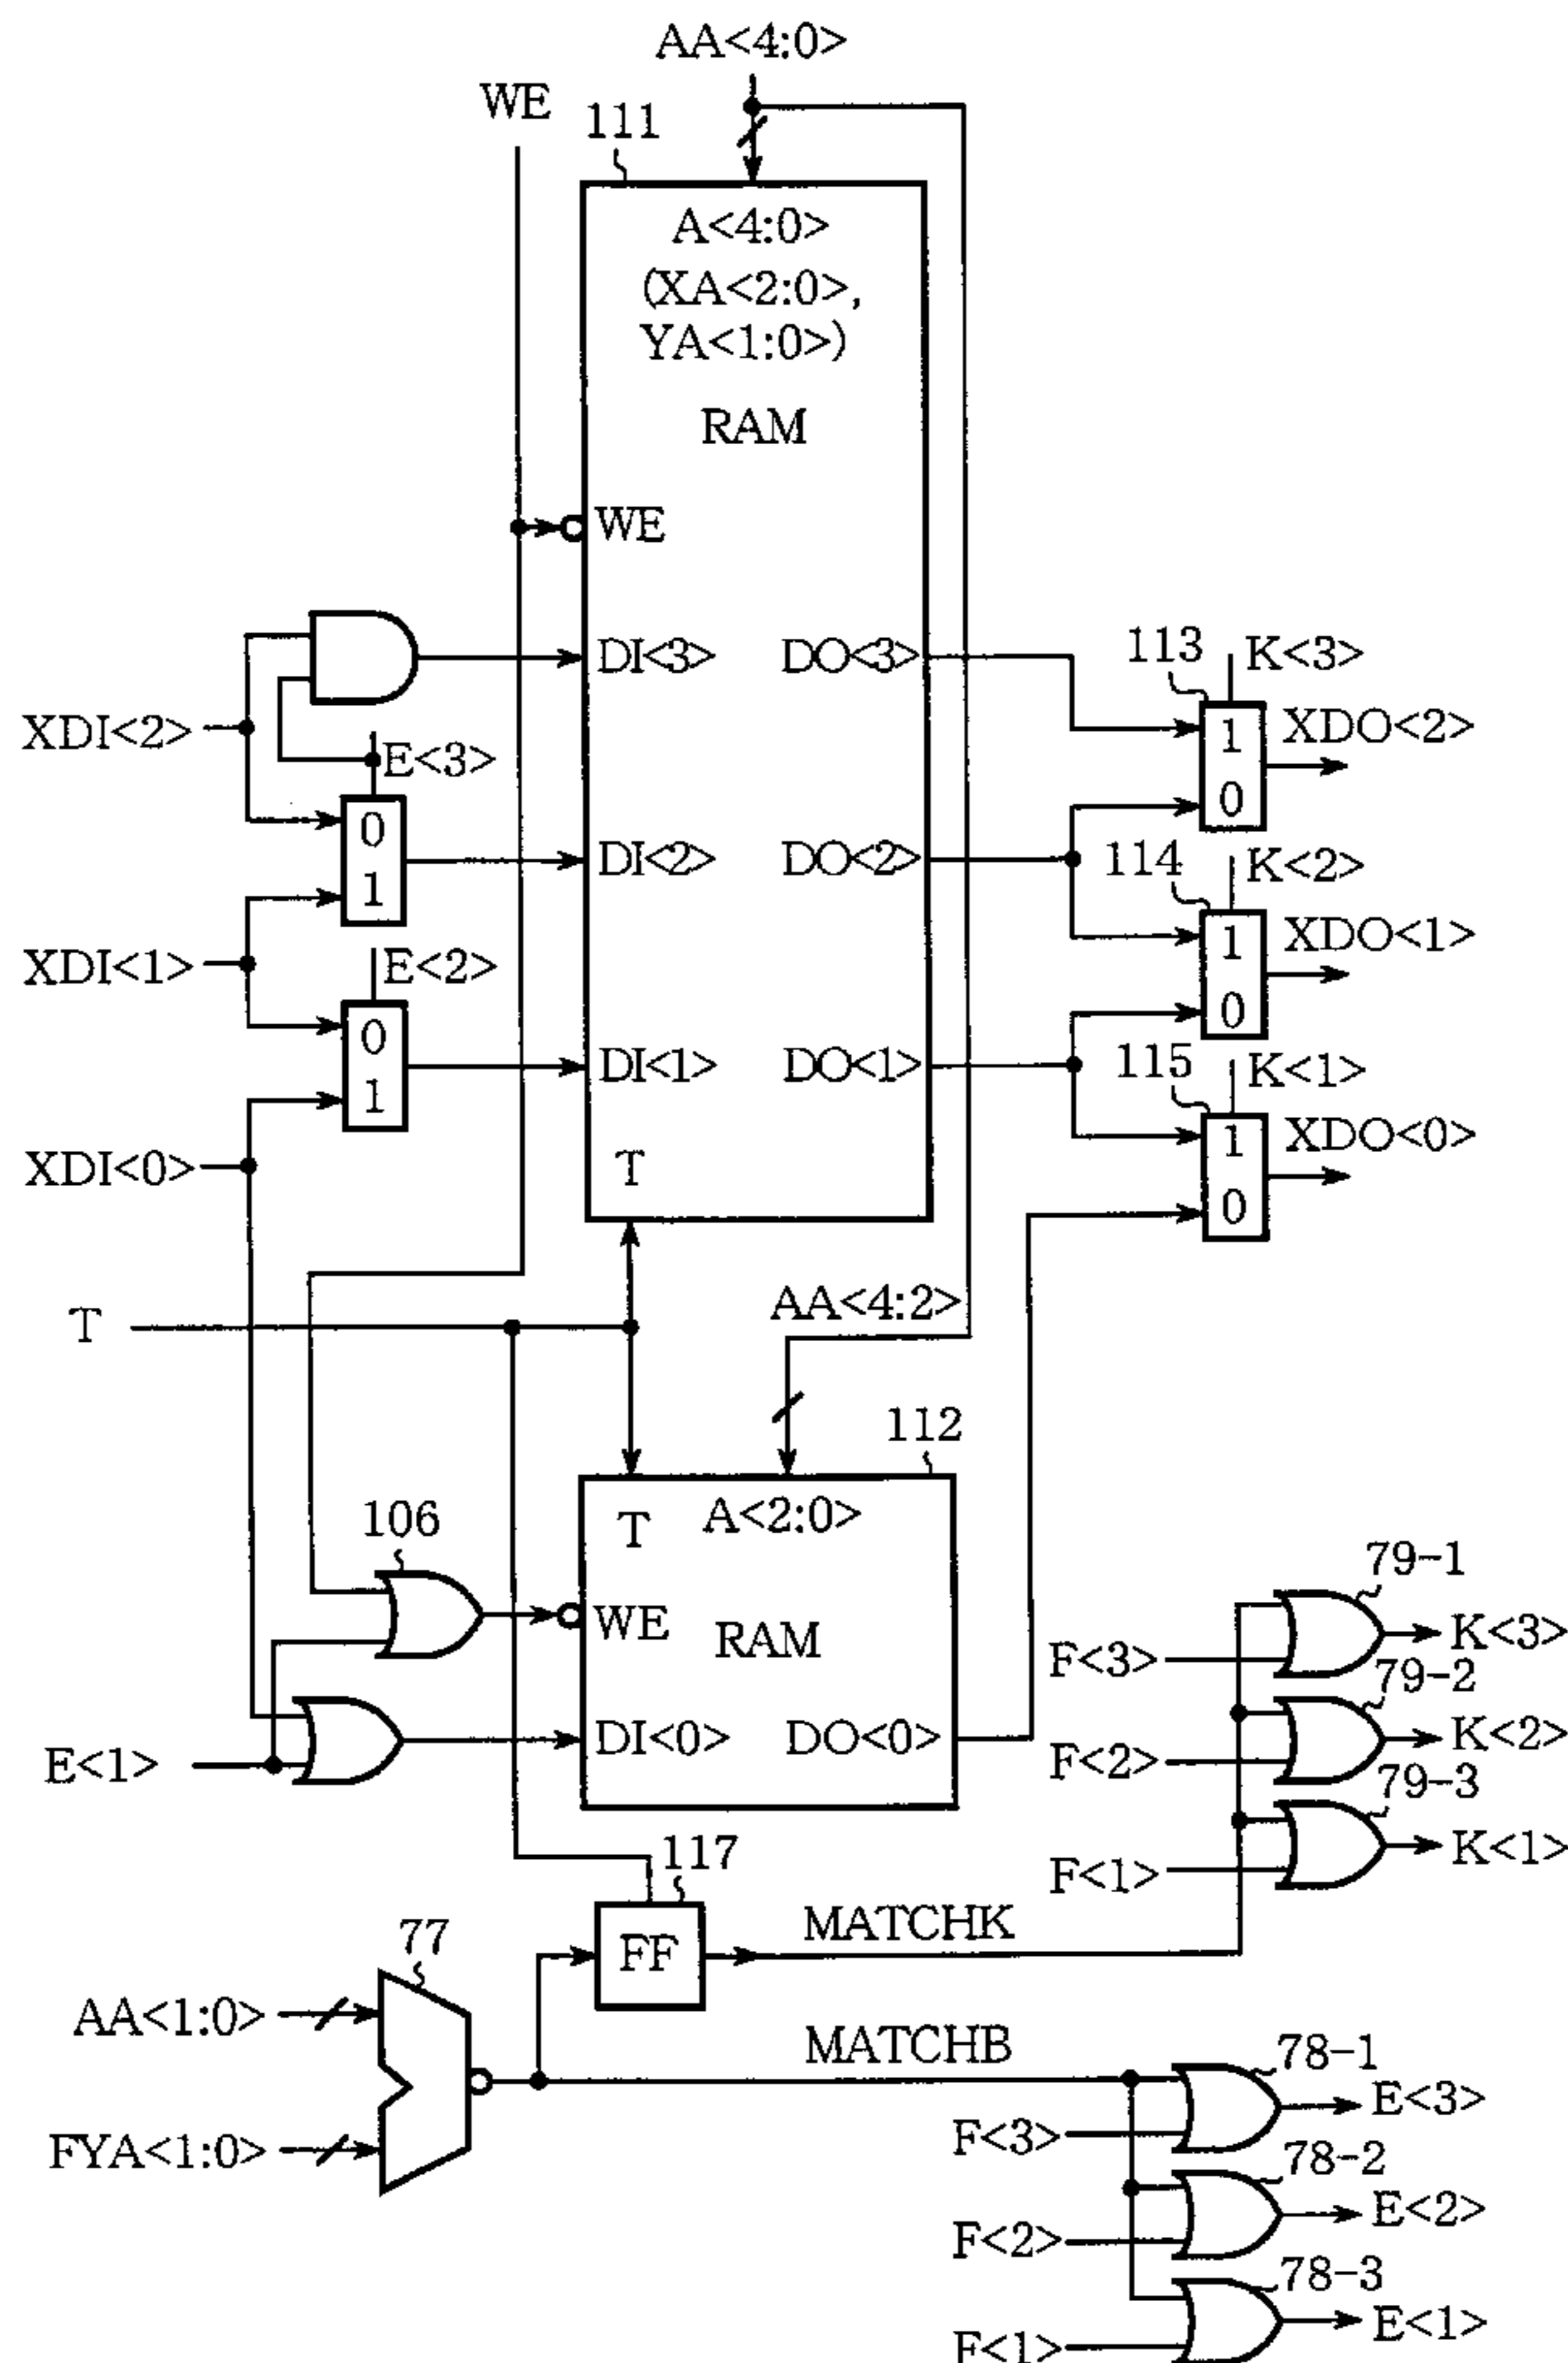 AA<4:0>
WE
111
A<4:0>
(XA<2:0>,
YA<1:0>)
RAM
WE
DI<3>
DO<3>
113
K<3>
XDI<2>
1
XDO<2>
E<3>
0
0
DI<2>
DO<2>
114
K<2>
1
XDI<1>
1
XDO<1>
E<2>
0
0
DI<1>
DO<1>
115
K<1>
1
1
XDO<0>
XDI<0>
T
0
T
AA<4:2>
112
106
T
A<2:0>
WE
RAM
79-1
K<3>
F<3>
79-2
E<1>
DI<0>
DO<0>
K<2>
F<2>
79-3
K<1>
F<1>
117
77
FF
MATCHK
AA<1:0>
MATCHB
78-1
E<3>
F<3>
FYA<1:0>
78-2
E<2>
F<2>
78-3
E<1>
F<1>